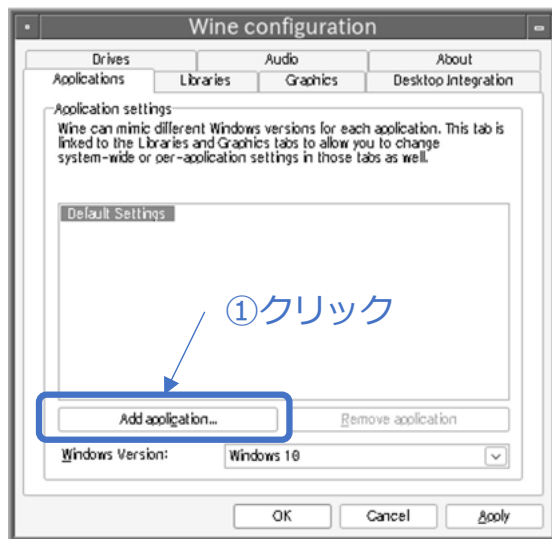 Wine configuration
Drives Audio About
Applications Libraries Graphics Desktop Integration
Application settings
Wine can mimic different Windows versions for each application. This tab is
linked to the Libraries and Graphics tabs to allow you to change
system-wide or per-application settings in those tabs as well.
Default Settings
①クリック
Add application... Remove application
Windows Version: Windows 10
OK Cancel Apply